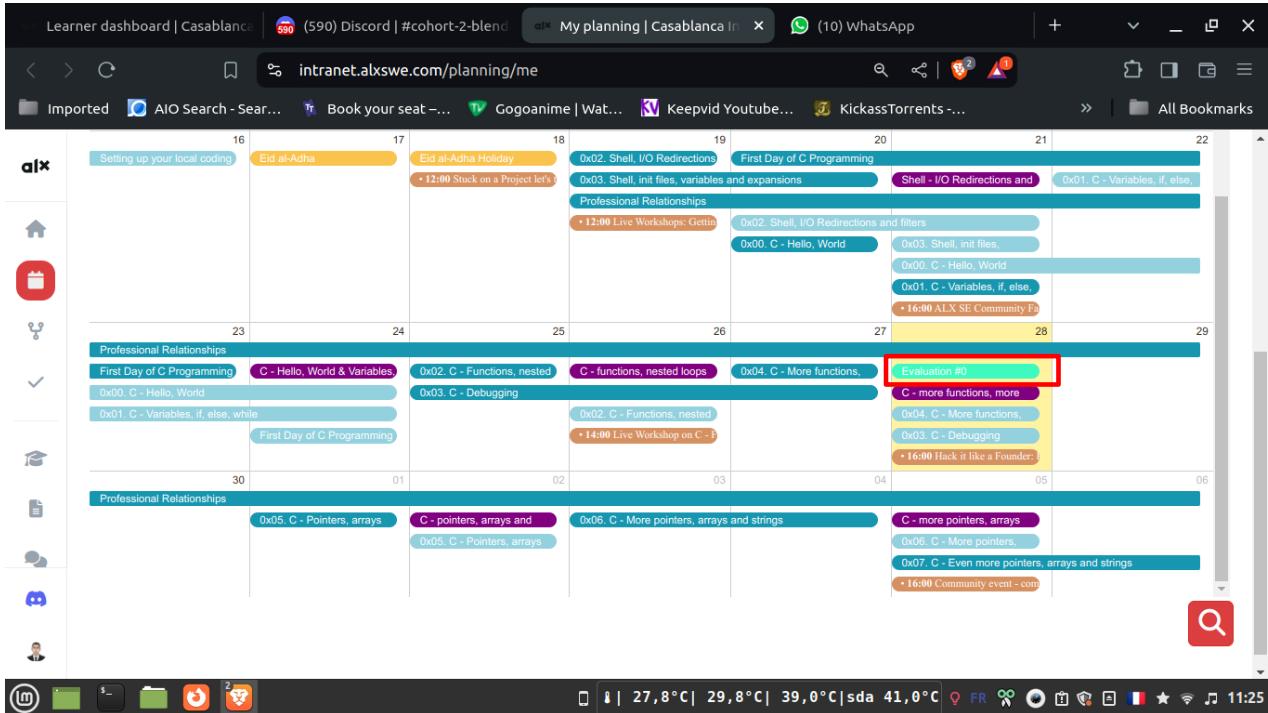 Learner dashboard | Casablanca
590
(590) Discord | #cohort-2-blend
alx
My planning | Casablanca In
(10) WhatsApp
intranet.alxswe.com/planning/me
2
1
Imported
AIO Search - Sear...
Book your seat –...
Gogoanime | Wat...
Keepvid Youtube...
KickassTorrents -...
»
All Bookmarks
alx
16 17 18 19 20 21 22
Setting up your local coding
Eid al-Adha
Eid al-Adha Holiday
0x02. Shell, I/O Redirections
First Day of C Programming
• 12:00 Stuck on a Project let's
0x03. Shell, init files, variables and expansions
Shell - I/O Redirections and
0x01. C - Variables, if, else,
Professional Relationships
• 12:00 Live Workshops: Gettin
0x02. Shell, I/O Redirections and filters
0x00. C - Hello, World
0x03. Shell, init files,
0x00. C - Hello, World
0x01. C - Variables, if, else,
• 16:00 ALX SE Community Fa
23 24 25 26 27 28 29
Professional Relationships
First Day of C Programming
C - Hello, World & Variables,
0x02. C - Functions, nested
C - functions, nested loops
0x04. C - More functions,
Evaluation #0
0x00. C - Hello, World
0x03. C - Debugging
C - more functions, more
0x01. C - Variables, if, else, while
0x02. C - Functions, nested
0x04. C - More functions,
First Day of C Programming
• 14:00 Live Workshop on C -
0x03. C - Debugging
• 16:00 Hack it like a Founder:
30 01 02 03 04 05 06
Professional Relationships
0x05. C - Pointers, arrays
C - pointers, arrays and
0x06. C - More pointers, arrays and strings
C - more pointers, arrays
0x05. C - Pointers, arrays
0x06. C - More pointers,
0x07. C - Even more pointers, arrays and strings
• 16:00 Community event - com
lm
$_
2
27,8°C| 29,8°C| 39,0°C|sda 41,0°C
FR
11:25